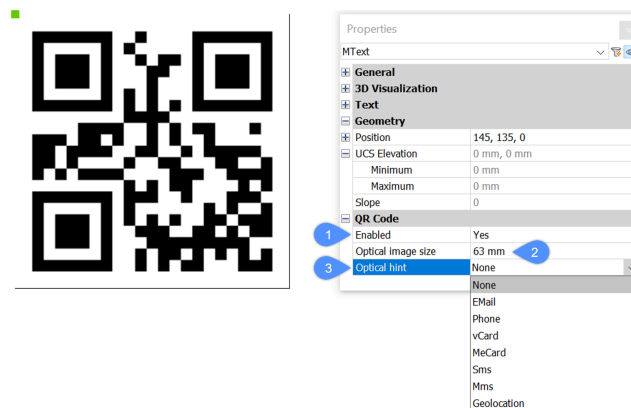 Properties
MText
General
3D Visualization
Text
Geometry
Position 145, 135, 0
UCS Elevation 0 mm, 0 mm
Minimum 0 mm
Maximum 0 mm
Slope 0
QR Code
1 Enabled Yes
Optical image size 63 mm 2
3 Optical hint None
None
EMail
Phone
vCard
MeCard
Sms
Mms
Geolocation